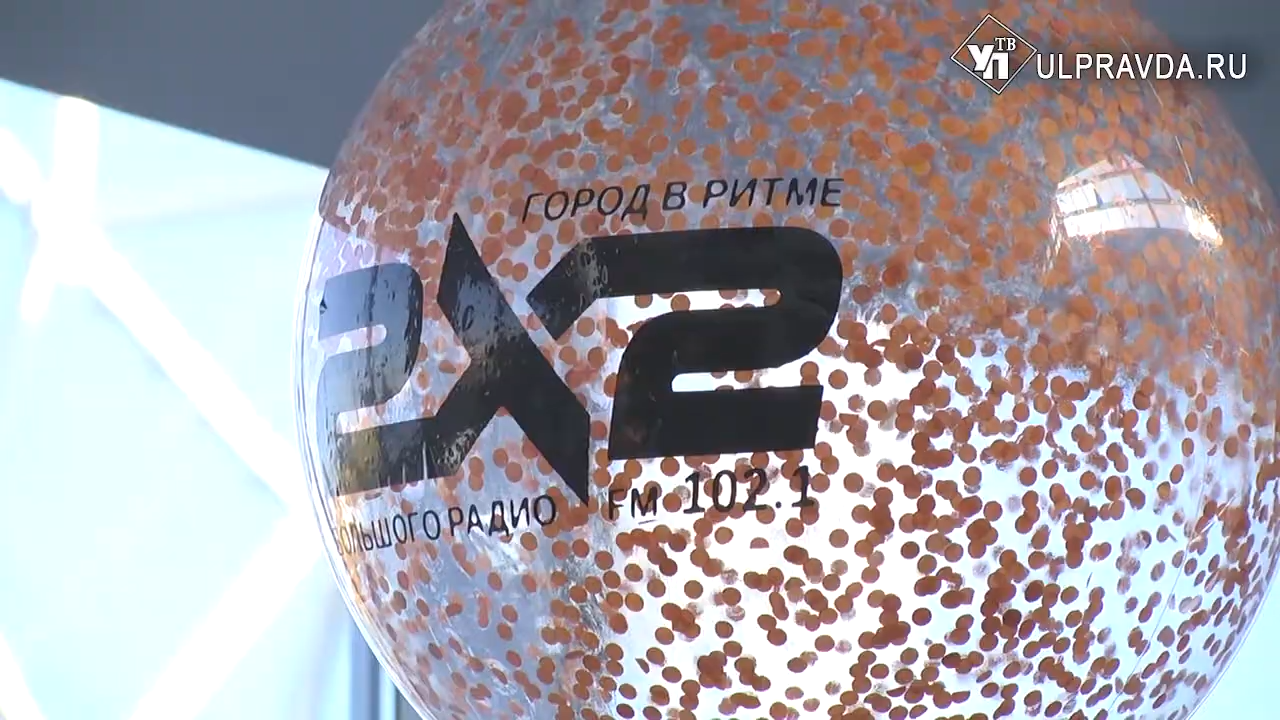 УП ТВ ULPRAVDA.RU
ГОРОД В РИТМЕ
2X2
БОЛЬШОГО РАДИО FM 102.1